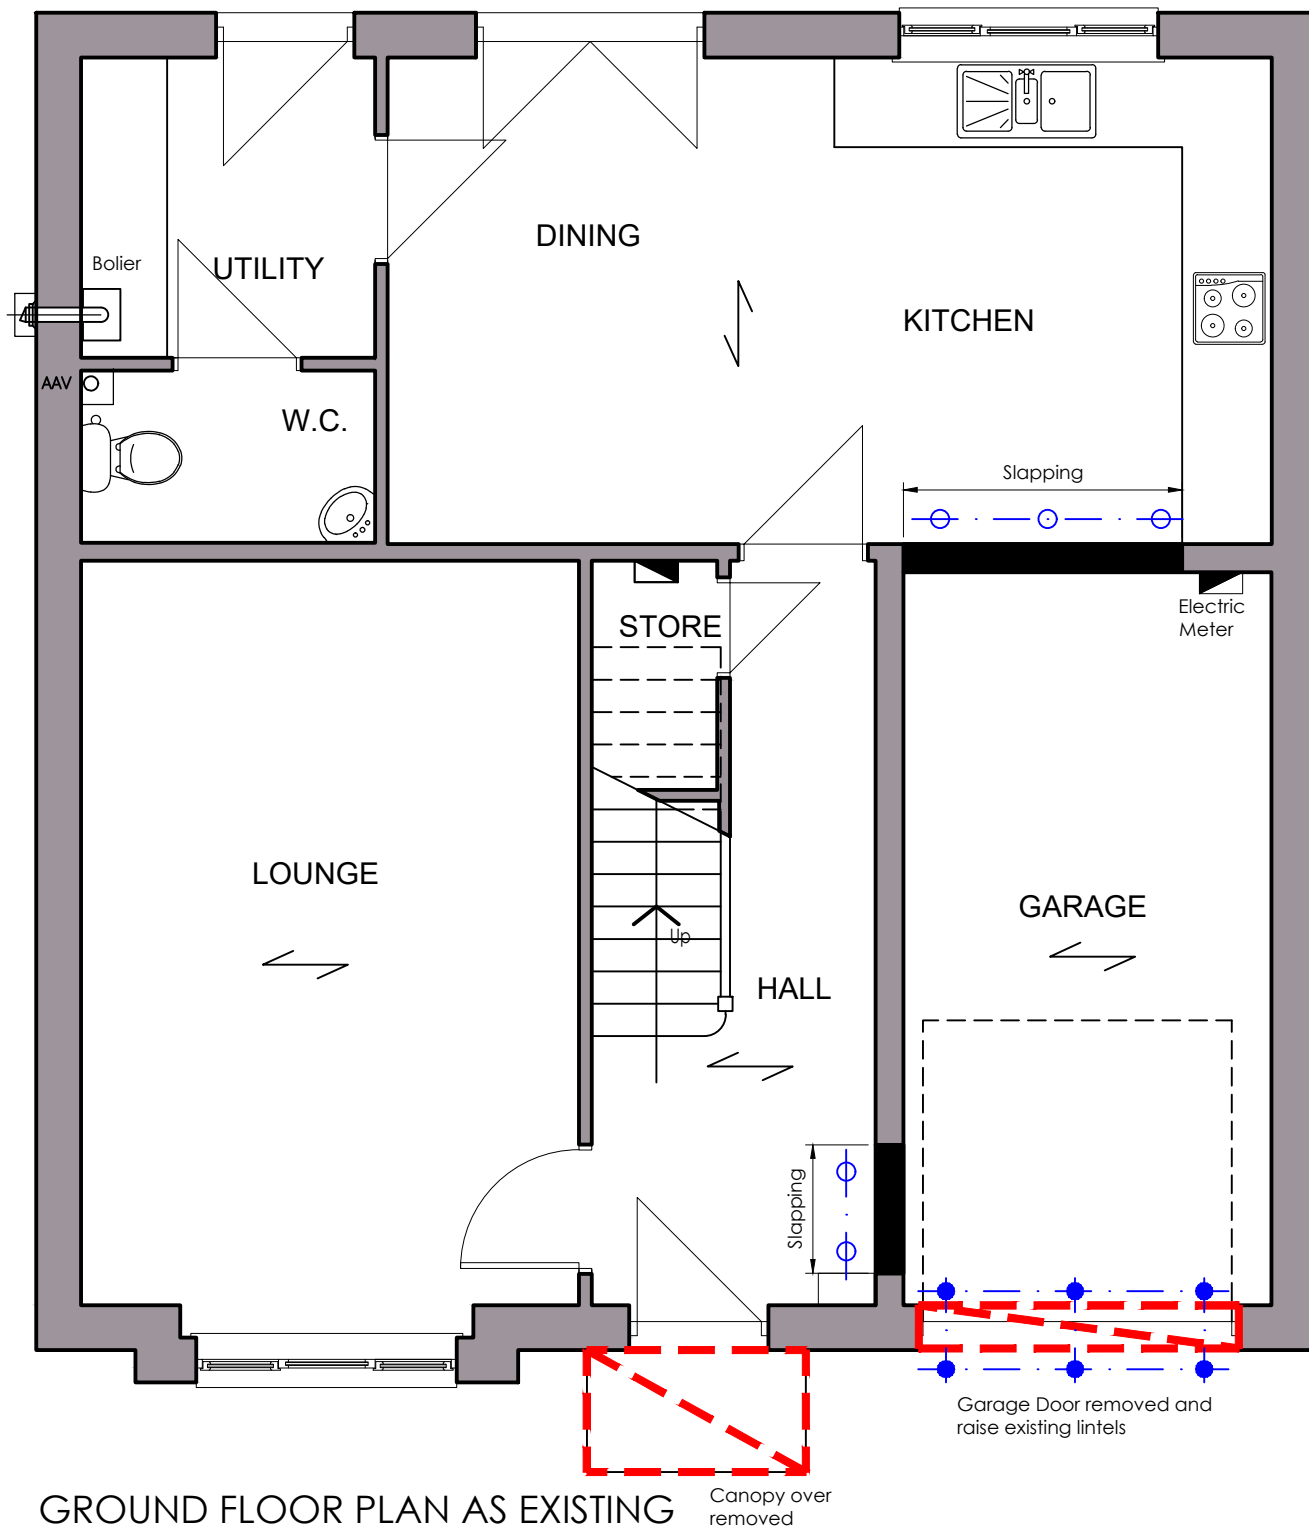 DINING
Bolier
UTILITY
KITCHEN
AAV
W.C.
Slapping
Electric
Meter
STORE
LOUNGE
GARAGE
Up
HALL
Slapping
Garage Door removed and
raise existing lintels
Canopy over
removed
GROUND FLOOR PLAN AS EXISTING